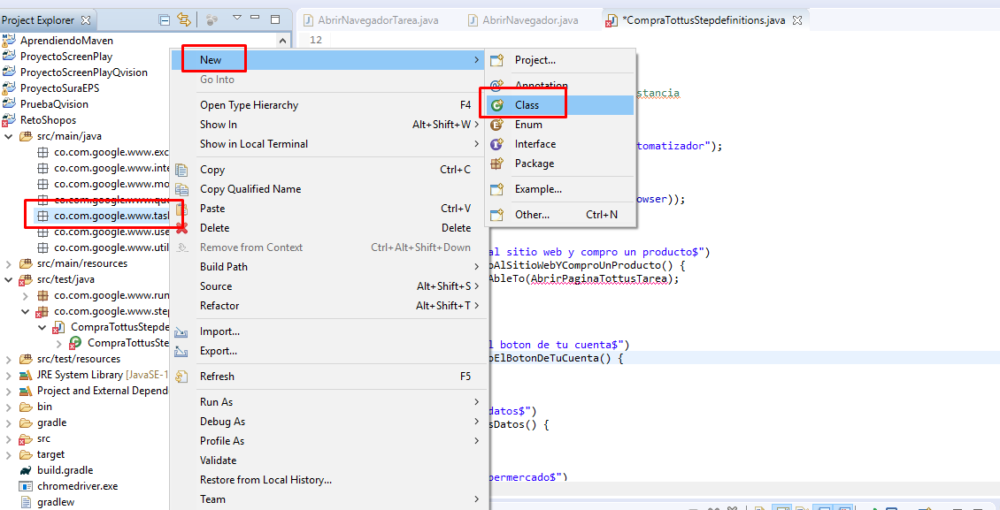 Project Explorer
AbrirNavegadorTarea.java
AbrirNavegador.java
*CompraTottusStepdefinitions.java
AprendiendoMaven
ProyectoScreenPlay
ProyectoScreenPlayQvision
ProyectoSuraEPS
PruebaQvision
RetoShopos
src/main/java
co.com.google.www.exc
co.com.google.www.inte
co.com.google.www.mo
co.com.google.www.que
co.com.google.www.task
co.com.google.www.use
co.com.google.www.util
src/main/resources
src/test/java
co.com.google.www.run
co.com.google.www.step
CompraTottusStepde
CompraTottusSte
src/test/resources
JRE System Library [JavaSE-1
Project and External Depend
bin
gradle
src
target
build.gradle
chromedriver.exe
gradlew
New
Go Into
Open Type Hierarchy F4
Show In Alt+Shift+W
Show in Local Terminal
Copy Ctrl+C
Copy Qualified Name
Paste Ctrl+V
Delete Delete
Remove from Context Ctrl+Alt+Shift+Down
Build Path
Source Alt+Shift+S
Refactor Alt+Shift+T
Import...
Export...
Refresh F5
Run As
Debug As
Profile As
Validate
Restore from Local History...
Team
Project...
Annotation
Class
Enum
Interface
Package
Example...
Other... Ctrl+N
12
stancia
tomatizador");
owser));
al sitio web y compro un producto$")
oAlSitioWebYComproUnProducto() {
AbleTo(AbrirPaginaTottusTarea);
l boton de tu cuenta$")
oElBotonDeTuCuenta() {
datos$")
sDatos() {
permercado$")